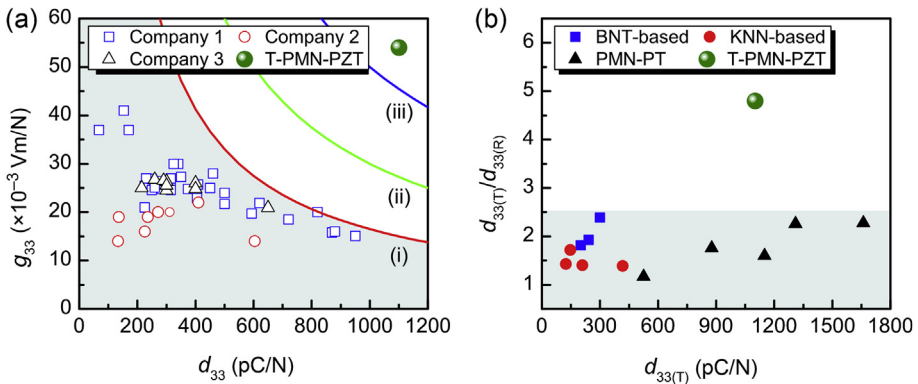 (a)
Company 1
Company 2
Company 3
T-PMN-PZT
(iii)
(ii)
(i)
60
50
40
30
20
10
0
g33 (×10⁻³ Vm/N)
0 200 400 600 800 1000 1200
d33 (pC/N)
(b)
BNT-based
KNN-based
PMN-PT
T-PMN-PZT
6
5
4
3
2
1
0
d33(T)/d33(R)
0 300 600 900 1200 1500 1800
d33(T) (pC/N)